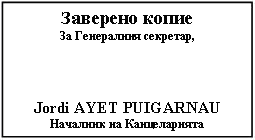 Заверено копие
За Генералния секретар,
Jordi AYET PUIGARNAU
Началник на Канцеларията